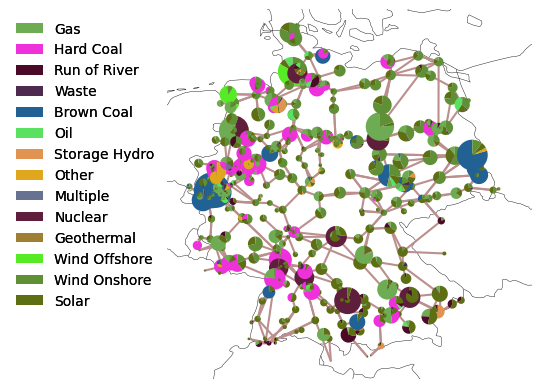 Gas
Hard Coal
Run of River
Waste
Brown Coal
Oil
Storage Hydro
Other
Multiple
Nuclear
Geothermal
Wind Offshore
Wind Onshore
Solar